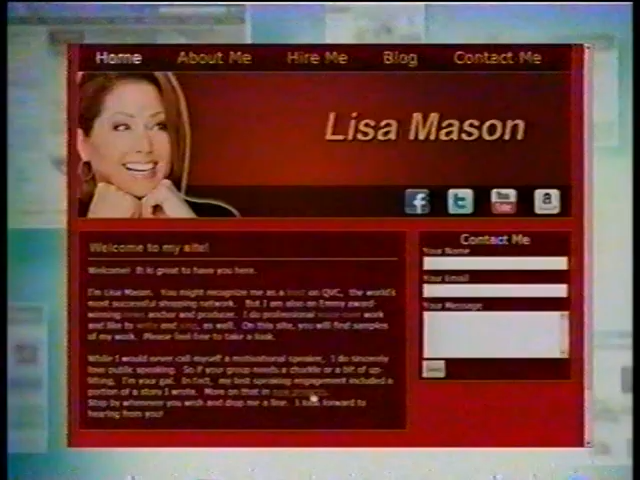 Home About Me Hire Me Blog Contact Me
Lisa Mason
f t You Tube a
Welcome to my site!
Welcome! It is great to have you here.
I'm Lisa Mason. You might recognize me as a host on QVC, the world's
most successful shopping network. But I am also an Emmy award-
winning news anchor and producer. I do professional voice-over work
and like to write and sing, as well. On this site, you will find samples
of my work. Please feel free to take a look.
While I would never call myself a motivational speaker, I do sincerely
love public speaking. So if your group needs a chuckle or a bit of up-
lifting, I'm your gal. In fact, my last speaking engagement included a
portion of a story I wrote. More on that in
Stop by whenever you wish and drop me a line. I look forward to
hearing from you!
Contact Me
Your Name
Your Email
Your Message